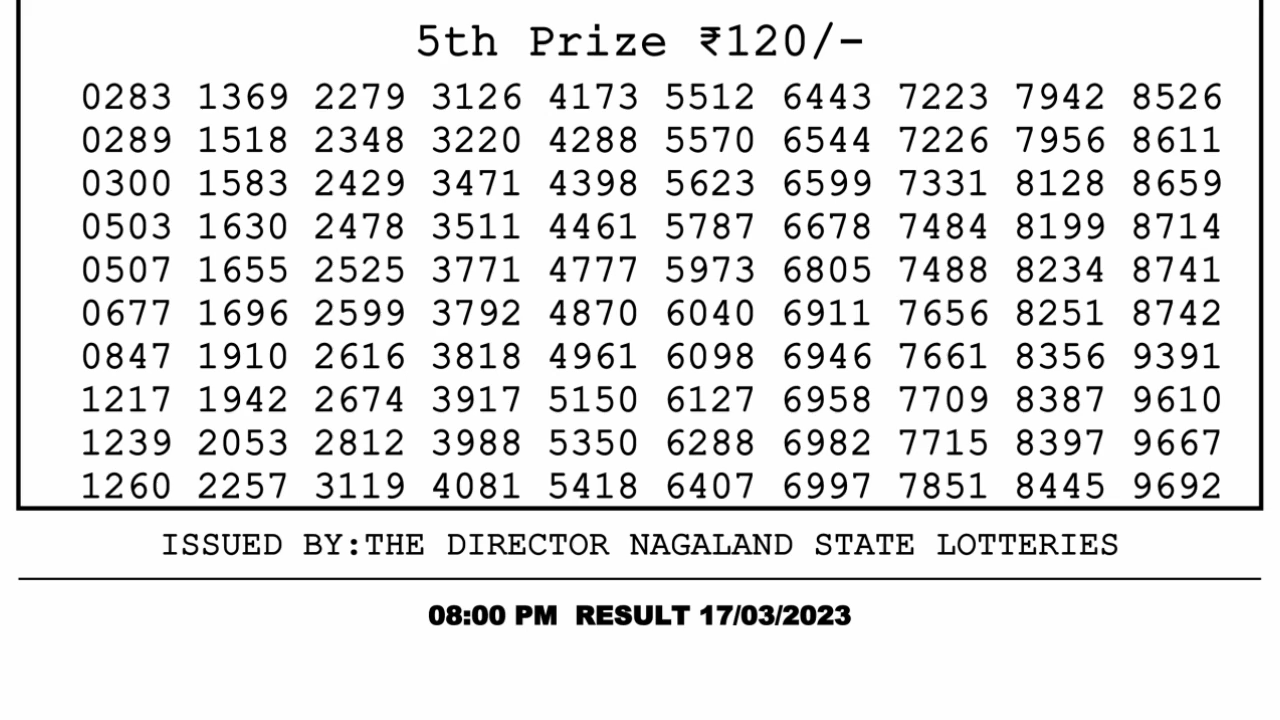 5th Prize ₹120/-
0283 1369 2279 3126 4173 5512 6443 7223 7942 8526
0289 1518 2348 3220 4288 5570 6544 7226 7956 8611
0300 1583 2429 3471 4398 5623 6599 7331 8128 8659
0503 1630 2478 3511 4461 5787 6678 7484 8199 8714
0507 1655 2525 3771 4777 5973 6805 7488 8234 8741
0677 1696 2599 3792 4870 6040 6911 7656 8251 8742
0847 1910 2616 3818 4961 6098 6946 7661 8356 9391
1217 1942 2674 3917 5150 6127 6958 7709 8387 9610
1239 2053 2812 3988 5350 6288 6982 7715 8397 9667
1260 2257 3119 4081 5418 6407 6997 7851 8445 9692
ISSUED BY:THE DIRECTOR NAGALAND STATE LOTTERIES
08:00 PM RESULT 17/03/2023